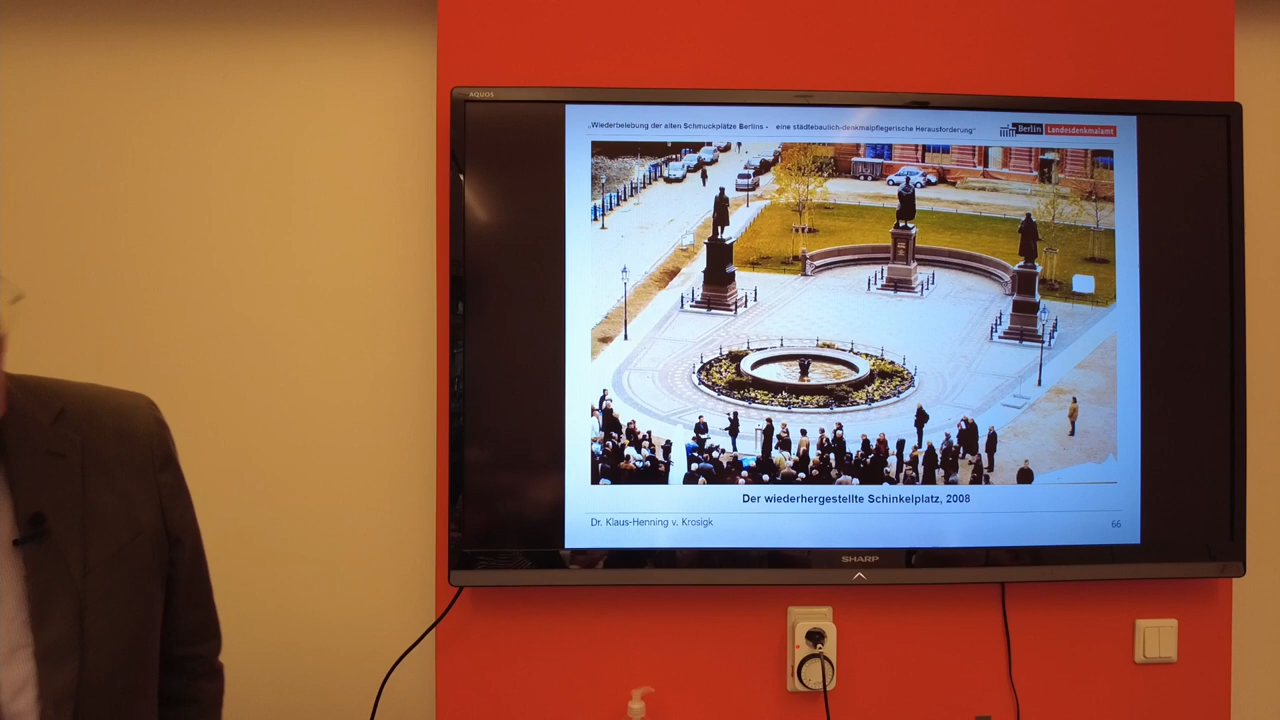 AQUOS
„Wiederbelebung der alten Schmuckplätze Berlins - eine städtebaulich-denkmalpflegerische Herausforderung“
Berlin Landesdenkmalamt
Der wiederhergestellte Schinkelplatz, 2008
Dr. Klaus-Henning v. Krosigk
66
SHARP